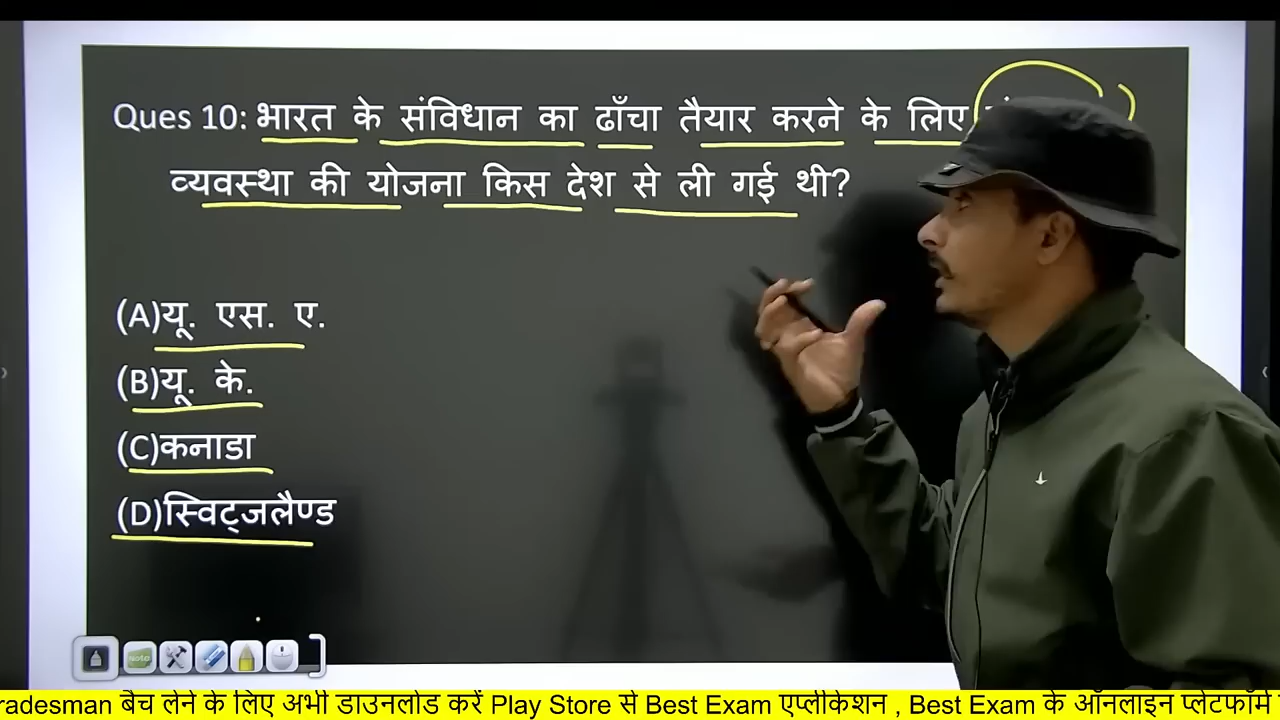 Ques 10: भारत के संविधान का ढाँचा तैयार करने के लिए
व्यवस्था की योजना किस देश से ली गई थी?
(A)यू. एस. ए.
(B)यू. के.
(C)कनाडा
(D)स्विट्जलैण्ड
Note
radesman बैच लेने के लिए अभी डाउनलोड करें Play Store से Best Exam एप्लीकेशन , Best Exam के ऑनलाइन प्लेटफॉर्म